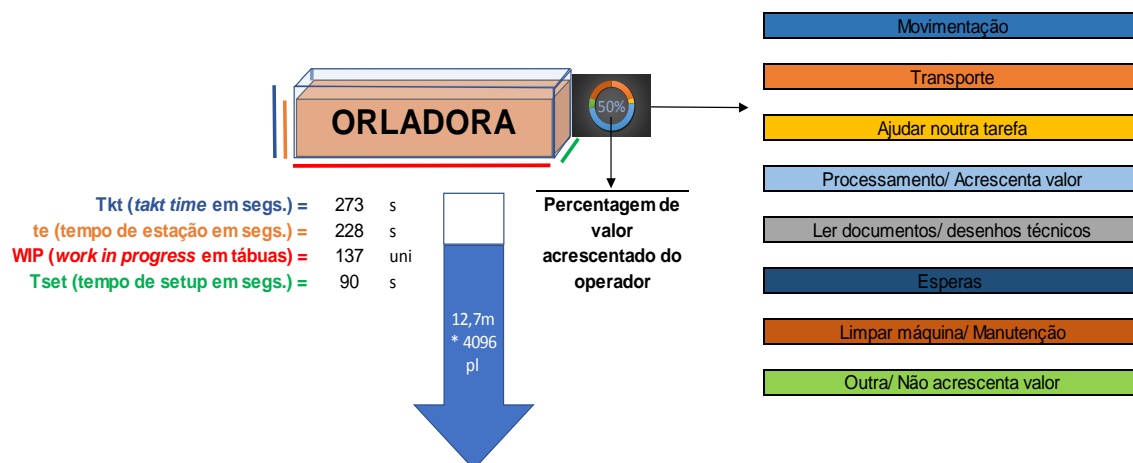 ORLADORA
50%
Tkt (takt time em segs.) = 273 s
te (tempo de estação em segs.) = 228 s
WIP (work in progress em tábuas) = 137 uni
Tset (tempo de setup em segs.) = 90 s
12,7m
* 4096
pl
Percentagem de
valor
acrescentado do
operador
Movimentação
Transporte
Ajudar noutra tarefa
Processamento/ Acrescenta valor
Ler documentos/ desenhos técnicos
Esperas
Limpar máquina/ Manutenção
Outra/ Não acrescenta valor